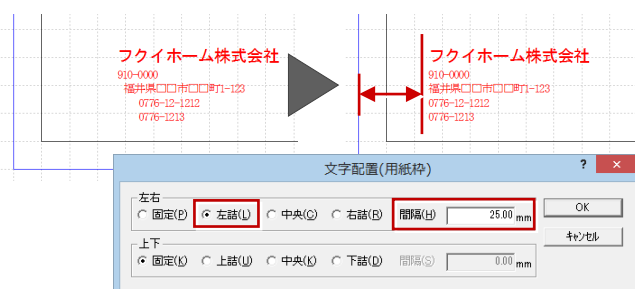 フクイホーム株式会社
910-0000
福井県□□市□□町1-123
0776-12-1212
0776-1213
フクイホーム株式会社
910-0000
福井県□□市□□町1-123
0776-12-1212
0776-1213
文字配置(用紙枠) ? ×
左右
固定(P) 左詰(L) 中央(C) 右詰(R) 間隔(H) 25.00 mm
OK
キャンセル
上下
固定(K) 上詰(U) 中央(K) 下詰(D) 間隔(S) 0.00 mm